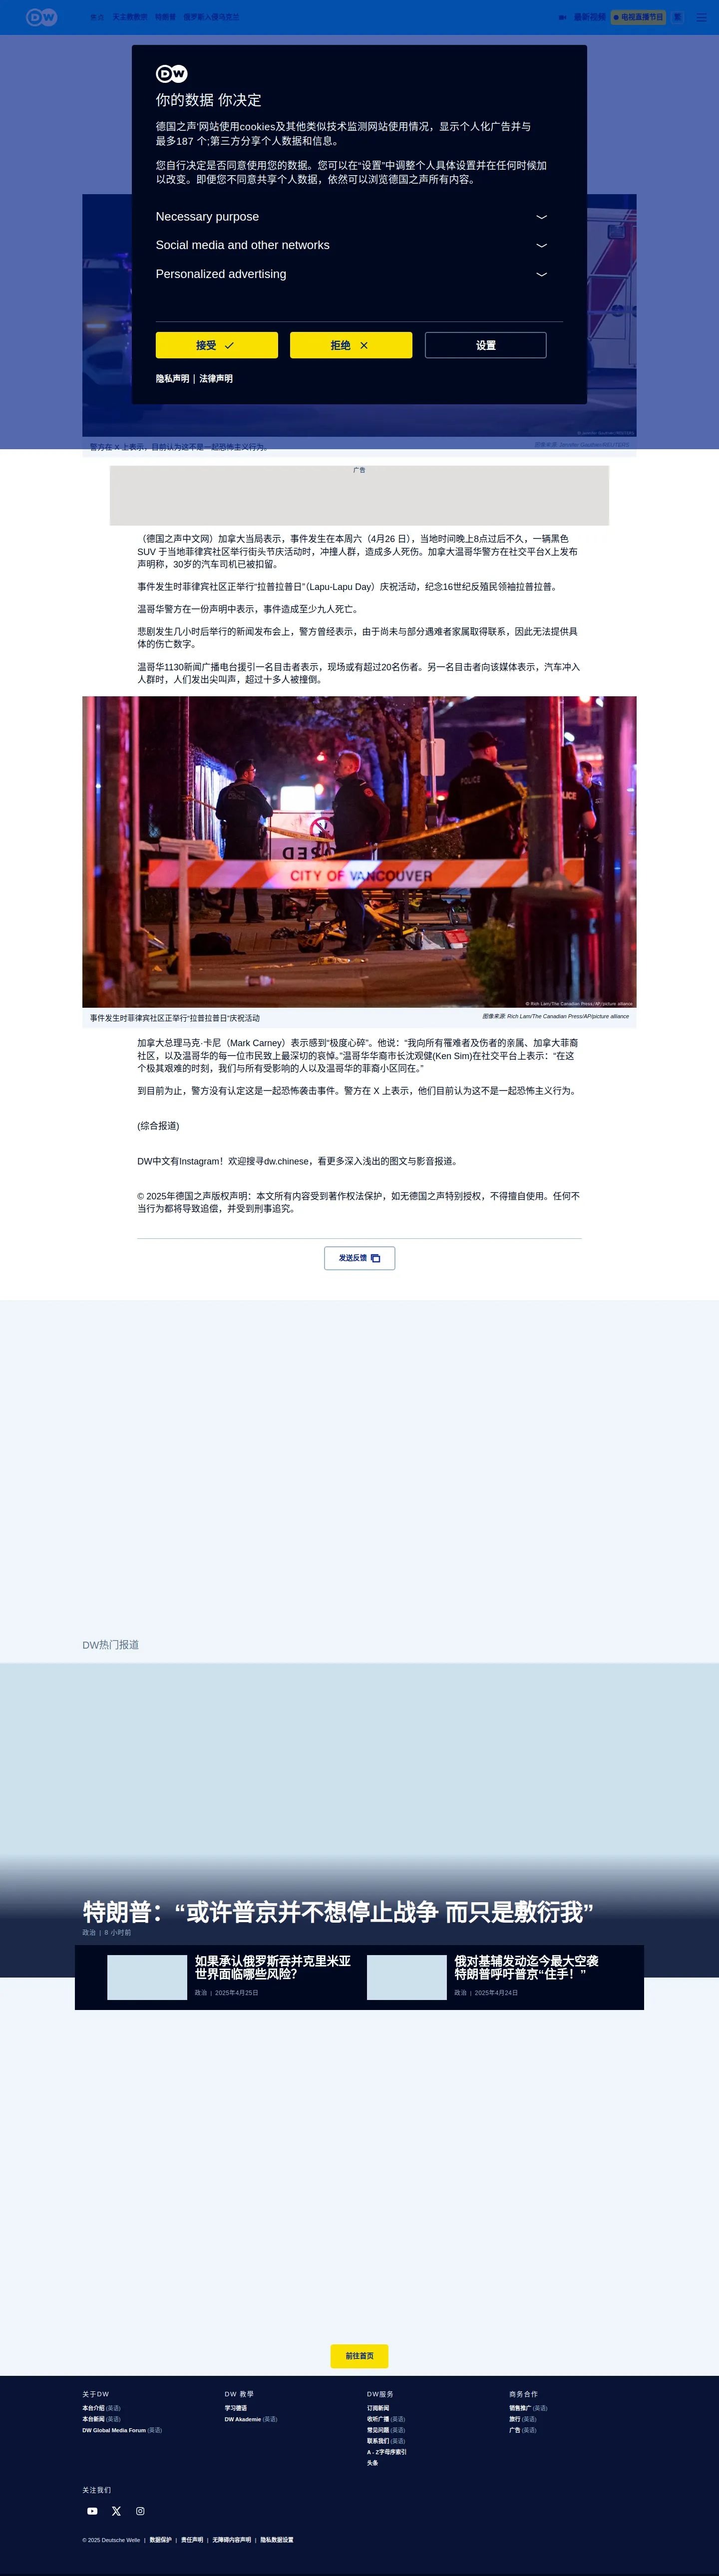 DW
焦点 天主教教宗 特朗普 俄罗斯入侵乌克兰
最新视频 电视直播节目 繁
DW
你的数据 你决定
德国之声'网站使用cookies及其他类似技术监测网站使用情况，显示个人化广告并与
最多187 个;第三方分享个人数据和信息。
您自行决定是否同意使用您的数据。您可以在“设置”中调整个人具体设置并在任何时候加
以改变。即便您不同意共享个人数据，依然可以浏览德国之声所有内容。
Necessary purpose
Social media and other networks
Personalized advertising
接受 拒绝 设置
隐私声明 | 法律声明
警方在 X 上表示，目前认为这不是一起恐怖主义行为。
广告
（德国之声中文网）加拿大当局表示，事件发生在本周六（4月26 日），当地时间晚上8点过后不久，一辆黑色
SUV 于当地菲律宾社区举行街头节庆活动时，冲撞人群，造成多人死伤。加拿大温哥华警方在社交平台X上发布
声明称，30岁的汽车司机已被扣留。
事件发生时菲律宾社区正举行“拉普拉普日”（Lapu-Lapu Day）庆祝活动，纪念16世纪反殖民领袖拉普拉普。
温哥华警方在一份声明中表示，事件造成至少九人死亡。
悲剧发生几小时后举行的新闻发布会上，警方曾经表示，由于尚未与部分遇难者家属取得联系，因此无法提供具
体的伤亡数字。
温哥华1130新闻广播电台援引一名目击者表示，现场或有超过20名伤者。另一名目击者向该媒体表示，汽车冲入
人群时，人们发出尖叫声，超过十多人被撞倒。
POLICE
POLICE
CITY OF VANCOUVER
© Rich Lam/The Canadian Press/AP/picture alliance
事件发生时菲律宾社区正举行“拉普拉普日”庆祝活动
图像来源: Rich Lam/The Canadian Press/AP/picture alliance
加拿大总理马克·卡尼（Mark Carney）表示感到“极度心碎”。他说：“我向所有罹难者及伤者的亲属、加拿大菲裔
社区，以及温哥华的每一位市民致上最深切的哀悼。”温哥华华裔市长沈观健(Ken Sim)在社交平台上表示：“在这
个极其艰难的时刻，我们与所有受影响的人以及温哥华的菲裔小区同在。”
到目前为止，警方没有认定这是一起恐怖袭击事件。警方在 X 上表示，他们目前认为这不是一起恐怖主义行为。
(综合报道)
DW中文有Instagram！欢迎搜寻dw.chinese，看更多深入浅出的图文与影音报道。
© 2025年德国之声版权声明：本文所有内容受到著作权法保护，如无德国之声特别授权，不得擅自使用。任何不
当行为都将导致追偿，并受到刑事追究。
发送反馈
DW热门报道
特朗普：“或许普京并不想停止战争 而只是敷衍我”
政治 | 8 小时前
如果承认俄罗斯吞并克里米亚
世界面临哪些风险？
政治 | 2025年4月25日
俄对基辅发动迄今最大空袭
特朗普呼吁普京“住手！”
政治 | 2025年4月24日
前往首页
关于DW
本台介绍 (英语)
本台新闻 (英语)
DW Global Media Forum (英语)
DW 教學
学习德语
DW Akademie (英语)
DW服务
订阅新闻
收听广播 (英语)
常见问题 (英语)
联系我们 (英语)
A - Z字母序索引
头条
商务合作
销售推广 (英语)
旅行 (英语)
广告 (英语)
关注我们
© 2025 Deutsche Welle | 数据保护 | 责任声明 | 无障碍内容声明 | 隐私数据设置